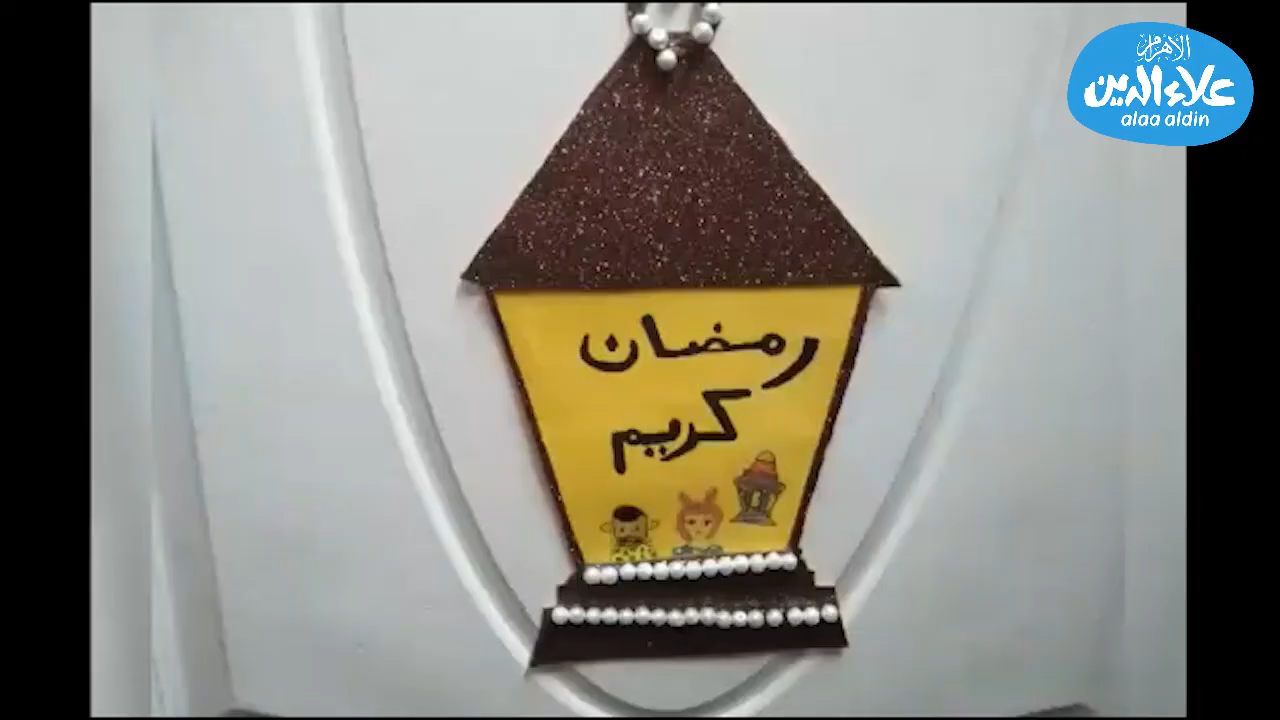 الأهرام
علاء الدين
alaa aldin
رمضان
كريم